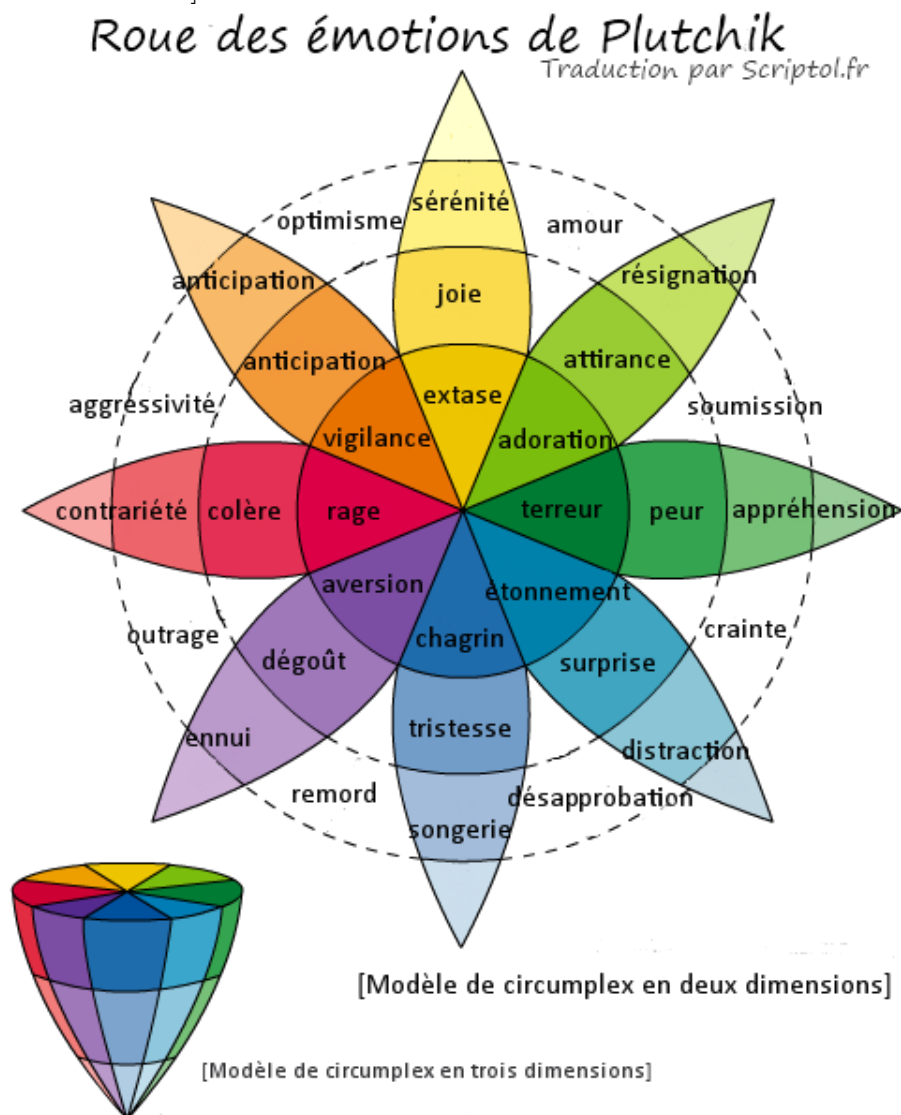 Roue des émotions de Plutchik
Traduction par Scriptol.fr
sérénité
optimisme
amour
anticipation
résignation
joie
anticipation
attirance
extase
aggressivité
soumission
vigilance
adoration
contrariété
colère
rage
terreur
peur
appréhension
aversion
étonnement
outrage
chagrin
crainte
dégoût
surprise
ennui
tristesse
distraction
remord
désapprobation
songerie
[Modèle de circumplex en deux dimensions]
[Modèle de circumplex en trois dimensions]